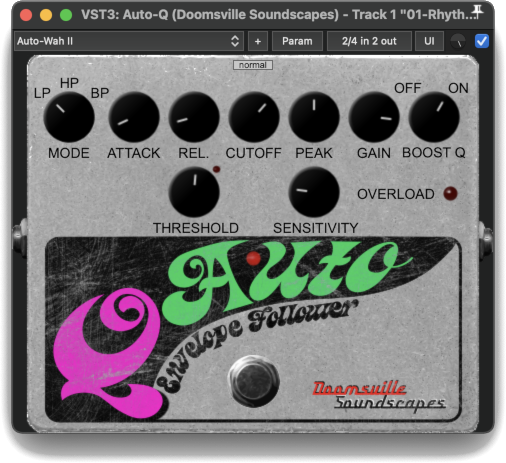 VST3: Auto-Q (Doomsville Soundscapes) - Track 1 "01-Rhyth...
Auto-Wah II
+
Param
2/4 in 2 out
UI
normal
LP
HP
BP
OFF
ON
MODE
ATTACK
REL.
CUTOFF
PEAK
GAIN
BOOST Q
THRESHOLD
SENSITIVITY
OVERLOAD
Q Auto
Envelope Follower
Doomsville
Soundscapes